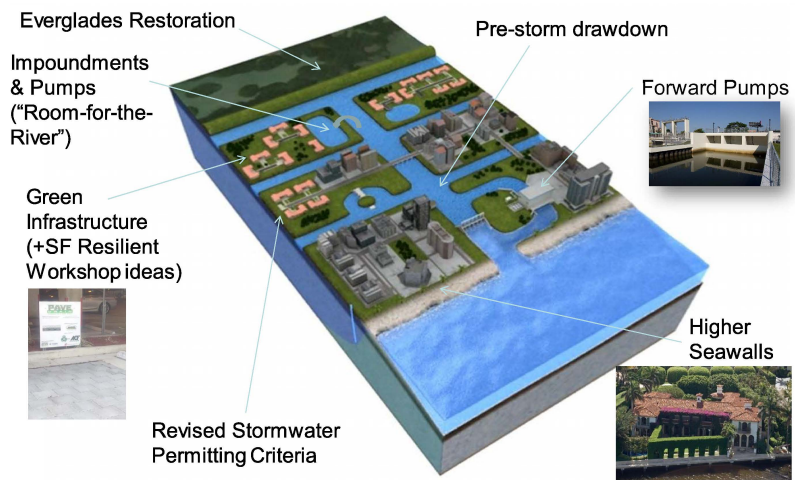 Everglades Restoration
Pre-storm drawdown
Impoundments
& Pumps
(“Room-for-the-
River”)
Forward Pumps
Green
Infrastructure
(+SF Resilient
Workshop ideas)
PAVE
Higher
Seawalls
Revised Stormwater
Permitting Criteria